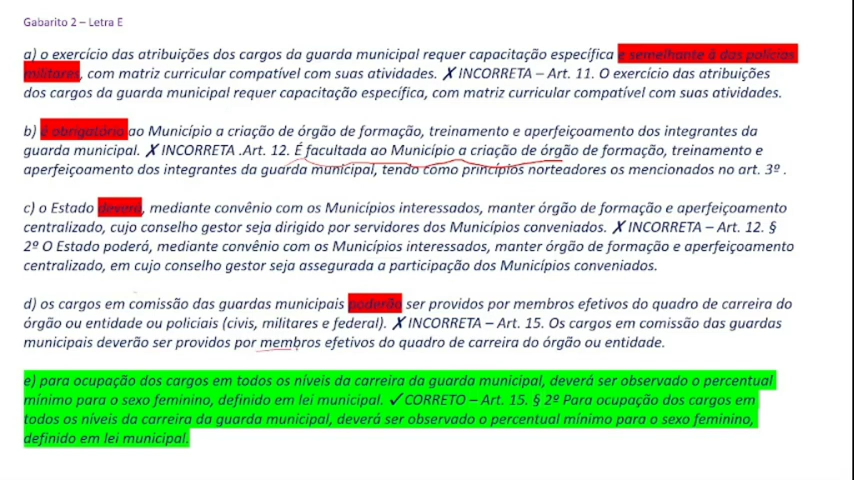 Gabarito 2 – Letra E
a) o exercício das atribuições dos cargos da guarda municipal requer capacitação específica e semelhante à das polícias
militares, com matriz curricular compatível com suas atividades. ✗ INCORRETA – Art. 11. O exercício das atribuições
dos cargos da guarda municipal requer capacitação específica, com matriz curricular compatível com suas atividades.
b) é obrigatório ao Município a criação de órgão de formação, treinamento e aperfeiçoamento dos integrantes da
guarda municipal. ✗ INCORRETA .Art. 12. É facultada ao Município a criação de órgão de formação, treinamento e
aperfeiçoamento dos integrantes da guarda municipal, tendo como princípios norteadores os mencionados no art. 3º .
c) o Estado deverá, mediante convênio com os Municípios interessados, manter órgão de formação e aperfeiçoamento
centralizado, cujo conselho gestor seja dirigido por servidores dos Municípios conveniados. ✗ INCORRETA – Art. 12. §
2º O Estado poderá, mediante convênio com os Municípios interessados, manter órgão de formação e aperfeiçoamento
centralizado, em cujo conselho gestor seja assegurada a participação dos Municípios conveniados.
d) os cargos em comissão das guardas municipais poderão ser providos por membros efetivos do quadro de carreira do
órgão ou entidade ou policiais (civis, militares e federal). ✗ INCORRETA – Art. 15. Os cargos em comissão das guardas
municipais deverão ser providos por membros efetivos do quadro de carreira do órgão ou entidade.
e) para ocupação dos cargos em todos os níveis da carreira da guarda municipal, deverá ser observado o percentual
mínimo para o sexo feminino, definido em lei municipal. ✓CORRETO – Art. 15. § 2º Para ocupação dos cargos em
todos os níveis da carreira da guarda municipal, deverá ser observado o percentual mínimo para o sexo feminino,
definido em lei municipal.